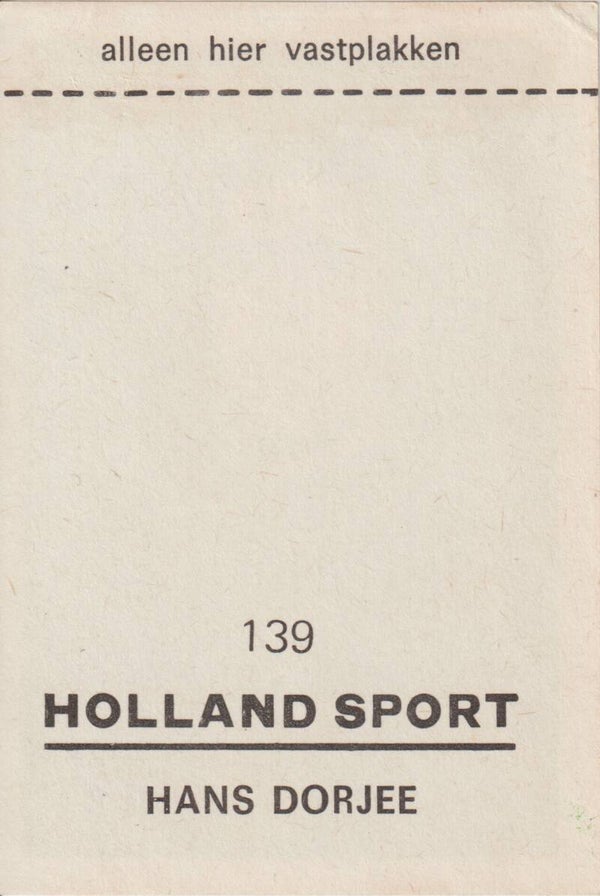 alleen hier vastplakken
139
HOLLAND SPORT
HANS DORJEE